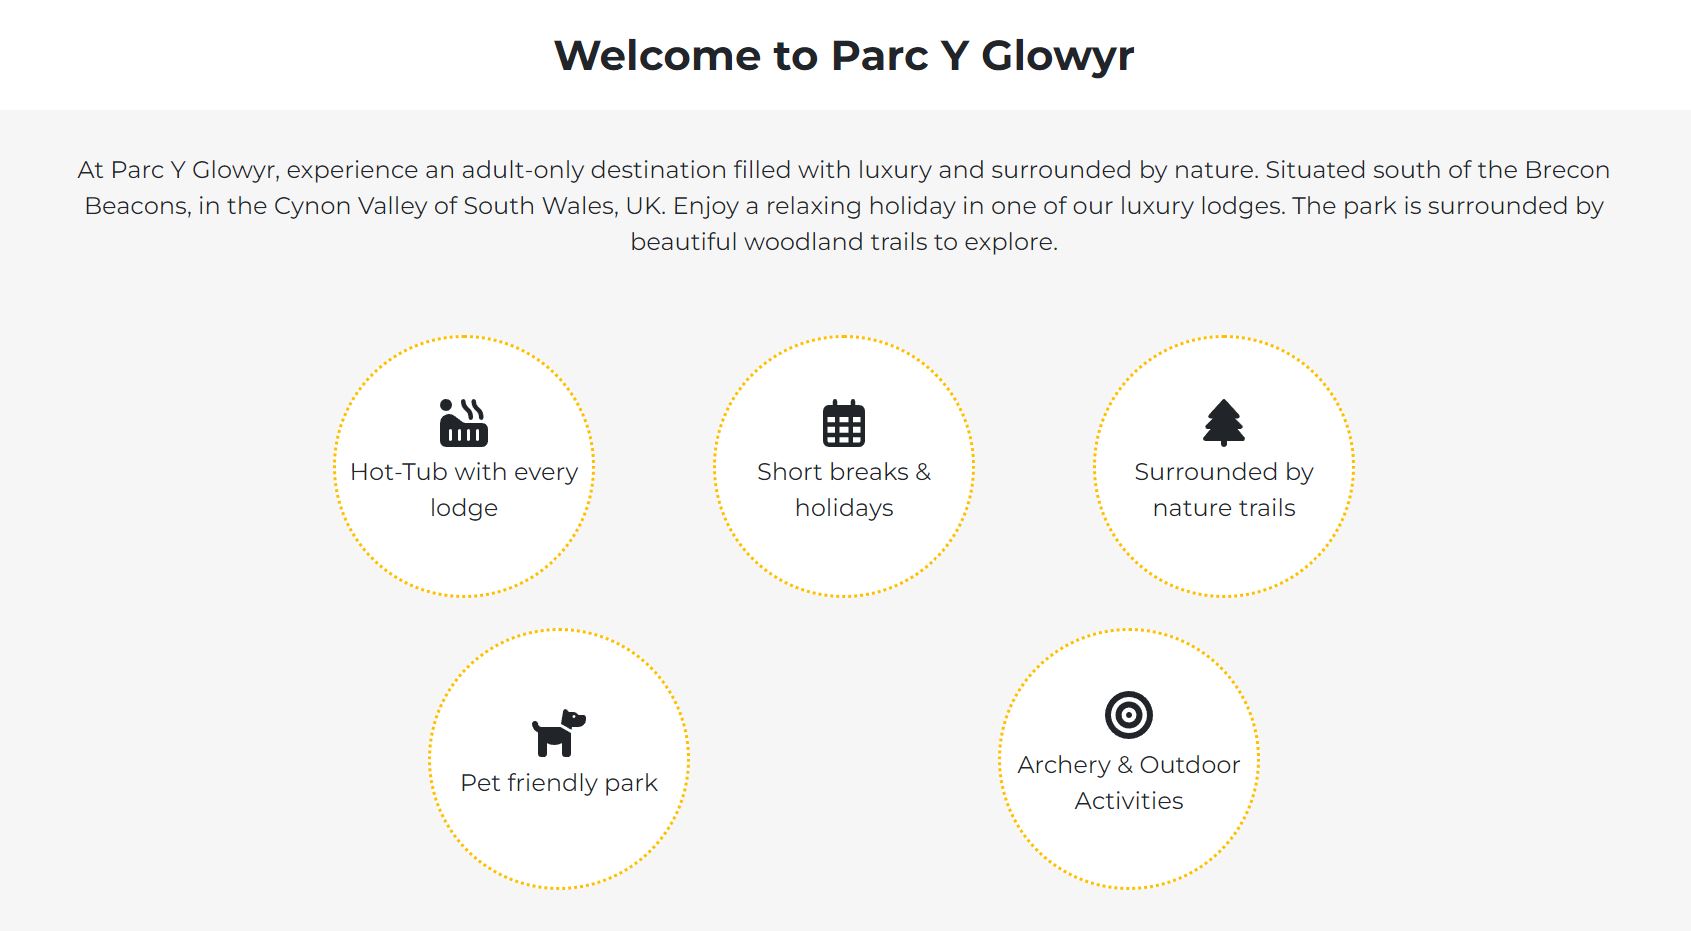 Welcome to Parc Y Glowyr
At Parc Y Glowyr, experience an adult-only destination filled with luxury and surrounded by nature. Situated south of the Brecon
Beacons, in the Cynon Valley of South Wales, UK. Enjoy a relaxing holiday in one of our luxury lodges. The park is surrounded by
beautiful woodland trails to explore.
Hot-Tub with every
lodge
Short breaks &
holidays
Surrounded by
nature trails
Pet friendly park
Archery & Outdoor
Activities